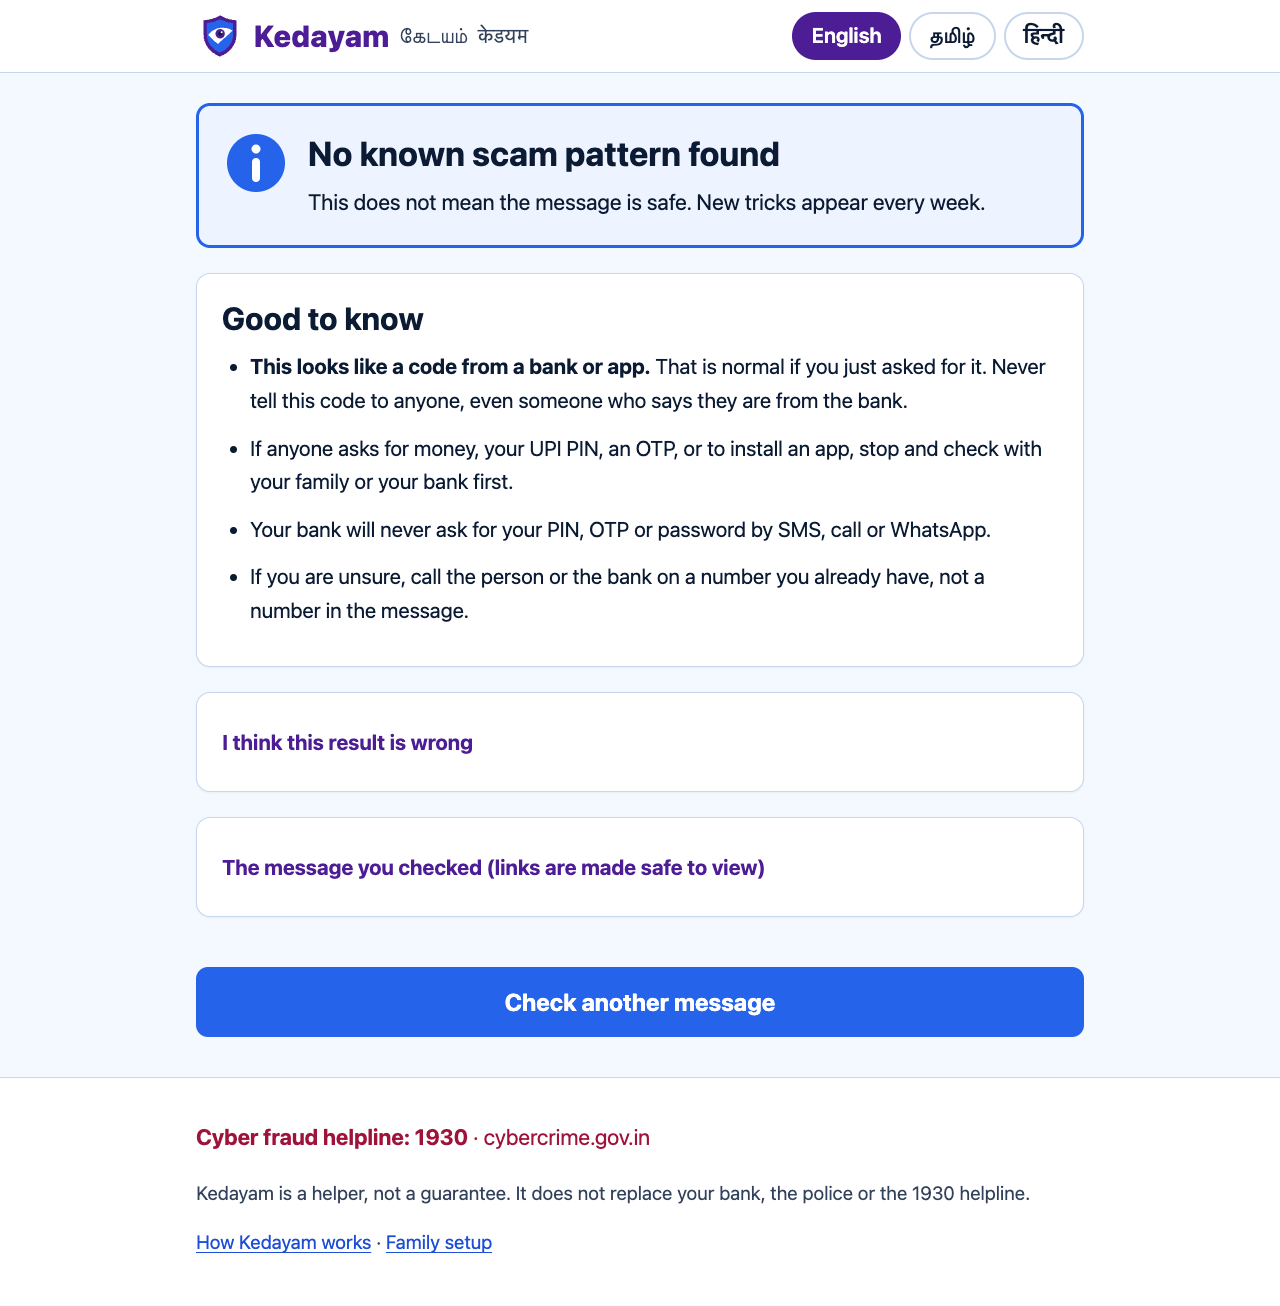 Kedayam கேடயம் केडयम
English தமிழ் हिन्दी
No known scam pattern found
This does not mean the message is safe. New tricks appear every week.
Good to know
• This looks like a code from a bank or app. That is normal if you just asked for it. Never
tell this code to anyone, even someone who says they are from the bank.
• If anyone asks for money, your UPI PIN, an OTP, or to install an app, stop and check with
your family or your bank first.
• Your bank will never ask for your PIN, OTP or password by SMS, call or WhatsApp.
• If you are unsure, call the person or the bank on a number you already have, not a
number in the message.
I think this result is wrong
The message you checked (links are made safe to view)
Check another message
Cyber fraud helpline: 1930 · cybercrime.gov.in
Kedayam is a helper, not a guarantee. It does not replace your bank, the police or the 1930 helpline.
How Kedayam works · Family setup